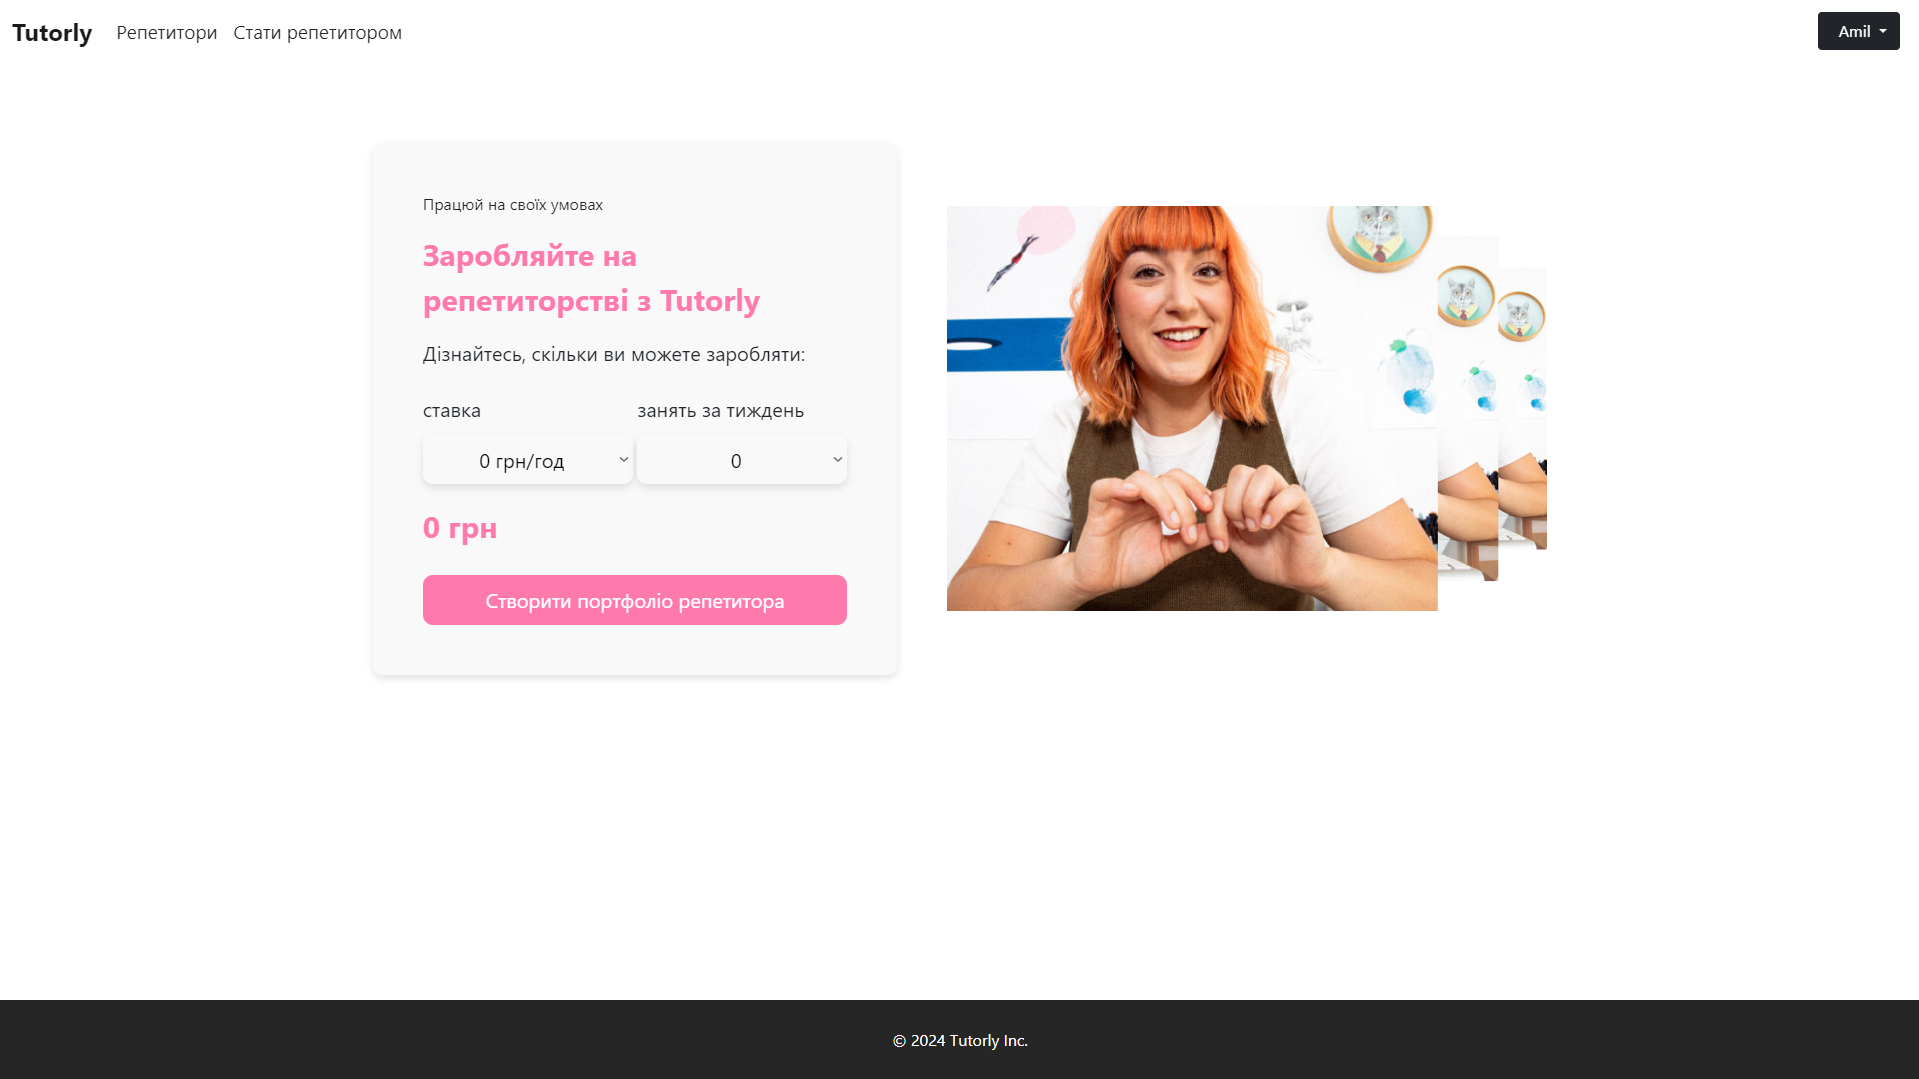 Tutorly
Репетитори
Стати репетитором
Amil
Працюй на своїх умовах
Заробляйте на
репетиторстві з Tutorly
Дізнайтесь, скільки ви можете заробляти:
ставка
занять за тиждень
0 грн/год
0
0 грн
Створити портфоліо репетитора
© 2024 Tutorly Inc.